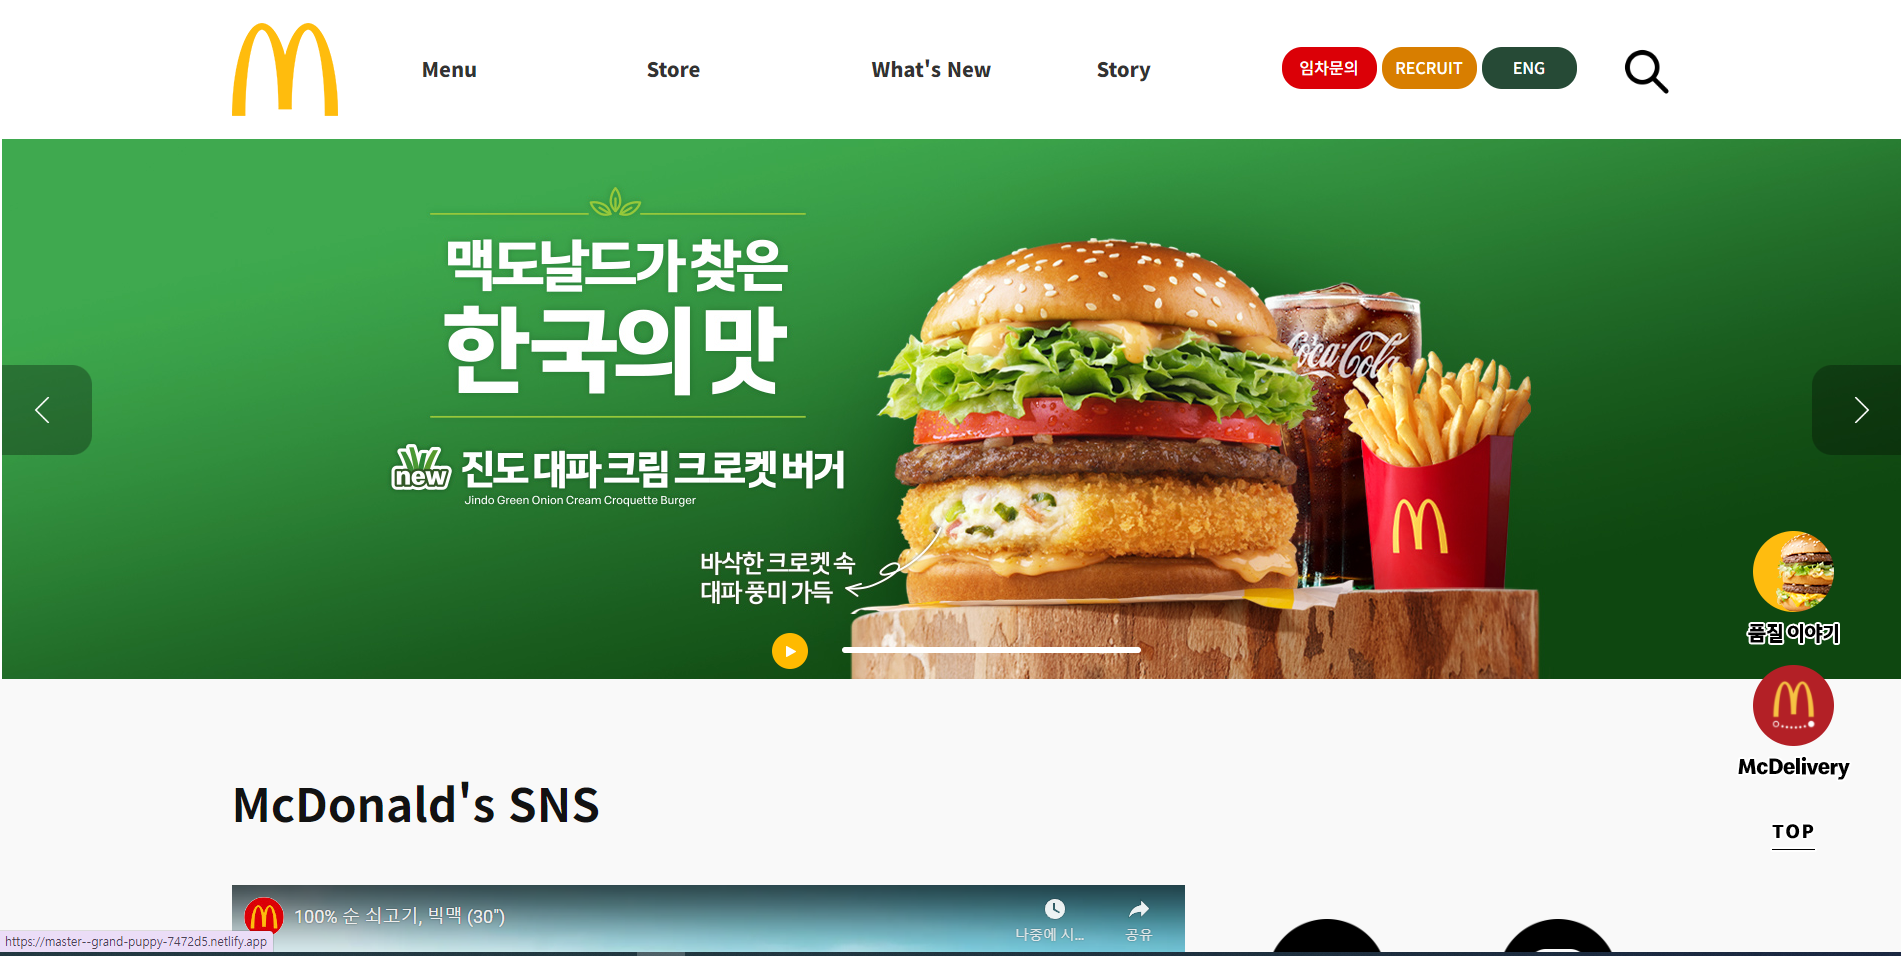 Menu
Store
What's New
Story
임차문의
RECRUIT
ENG
맥도날드가 찾은
한국의 맛
new 진도 대파 크림 크로켓 버거
Jindo Green Onion Cream Croquette Burger
Coca-Cola
바삭한 크로켓 속
대파 풍미 가득
품질 이야기
McDelivery
TOP
McDonald's SNS
100% 순 쇠고기, 빅맥 (30")
나중에 시...
공유
https://master--grand-puppy-7472d5.netlify.app